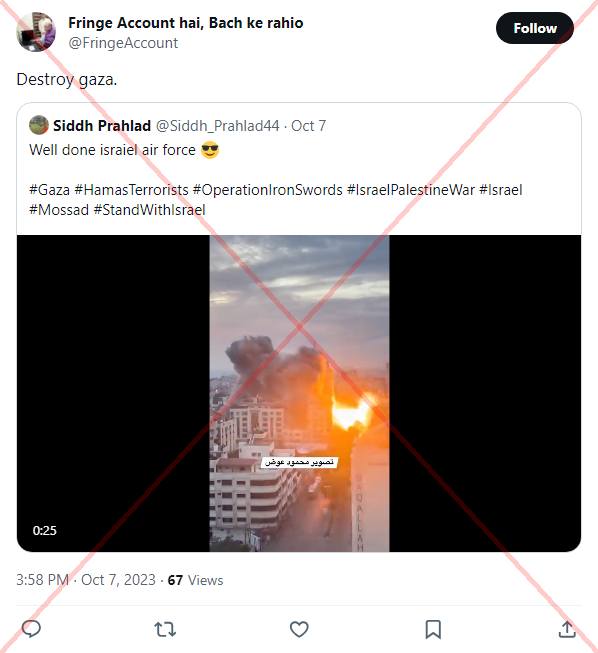 Fringe Account hai, Bach ke rahio
@FringeAccount
Follow
Destroy gaza.
Siddh Prahlad @Siddh_Prahlad44 · Oct 7
Well done israiel air force 😎
#Gaza #HamasTerrorists #OperationIronSwords #IsraelPalestineWar #Israel
#Mossad #StandWithIsrael
تصوير محمود عوض
0:25
3:58 PM · Oct 7, 2023 · 67 Views